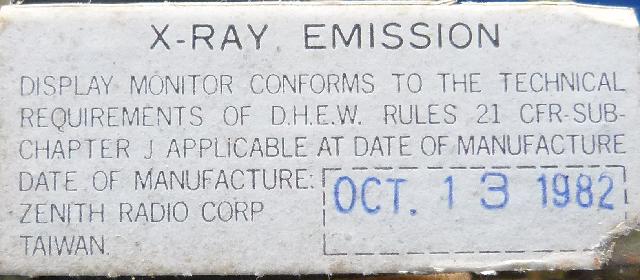 X-RAY EMISSION
DISPLAY MONITOR CONFORMS TO THE TECHNICAL
REQUIREMENTS OF D.H.E.W. RULES 21 CFR-SUB-
CHAPTER J APPLICABLE AT DATE OF MANUFACTURE
DATE OF MANUFACTURE: OCT. 13 1982
ZENITH RADIO CORP
TAIWAN.